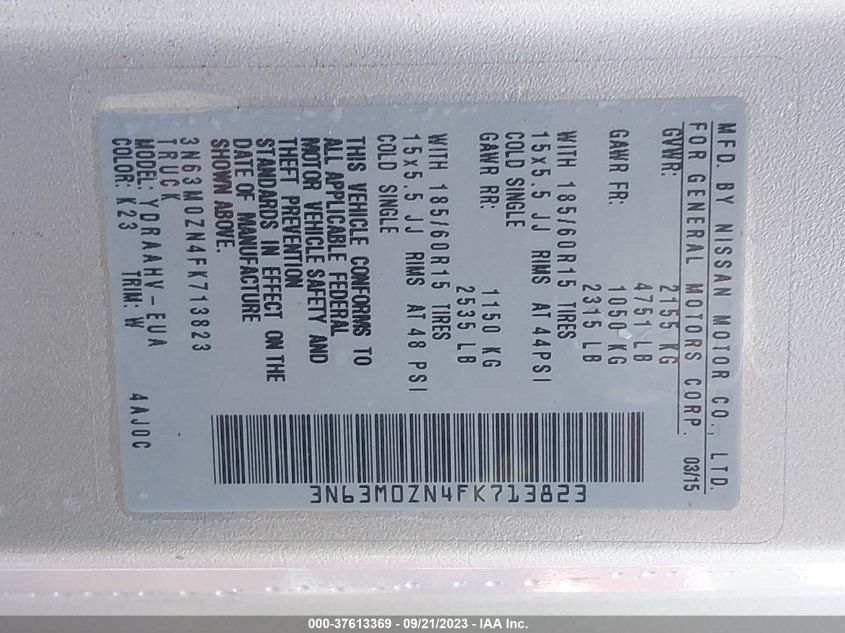 MFD. BY NISSAN MOTOR CO., LTD.
FOR GENERAL MOTORS CORP. 03/15
GVWR: 2155 KG
4751 LB
GAWR FR: 1050 KG
2315 LB
WITH 185/60R15 TIRES
15x5.5 JJ RIMS AT 44PSI
COLD SINGLE
GAWR RR: 1150 KG
2535 LB
WITH 185/60R15 TIRES
15x5.5 JJ RIMS AT 48 PSI
COLD SINGLE
THIS VEHICLE CONFORMS TO
ALL APPLICABLE FEDERAL
MOTOR VEHICLE SAFETY AND
THEFT PREVENTION
STANDARDS IN EFFECT ON THE
DATE OF MANUFACTURE
SHOWN ABOVE.
3N63M0ZN4FK713823
TRUCK
MODEL: YDRAAHV-EUA
COLOR: K23 TRIM: W 4AJ0C
3N63M0ZN4FK713823
000-37613369 - 09/21/2023 - IAA Inc.